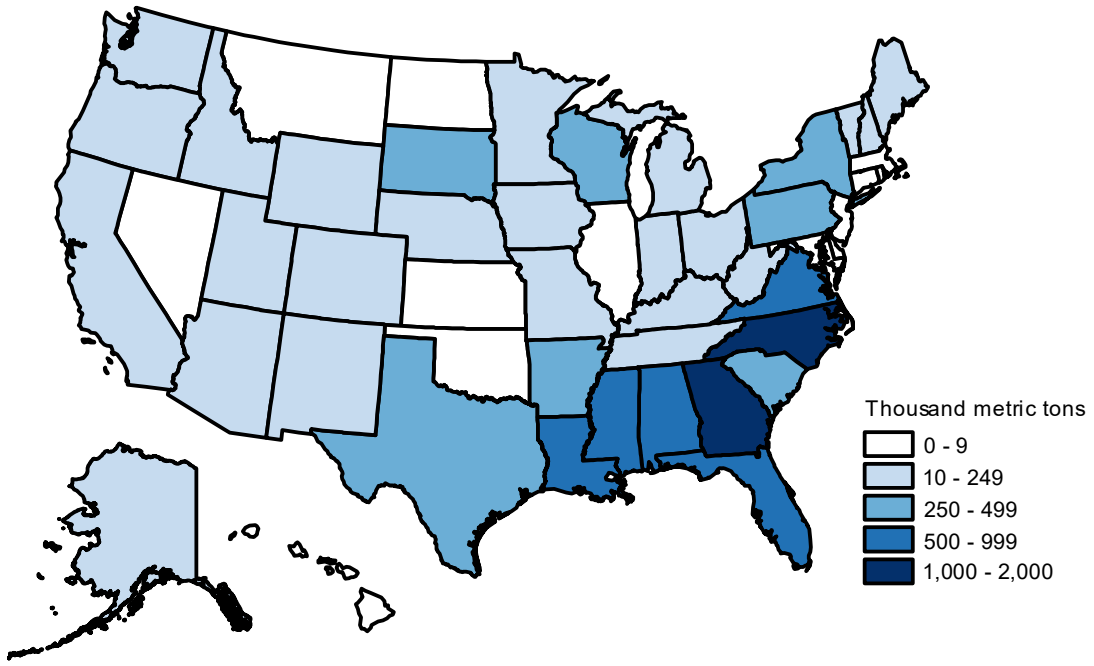 Thousand metric tons
0 - 9
10 - 249
250 - 499
500 - 999
1,000 - 2,000